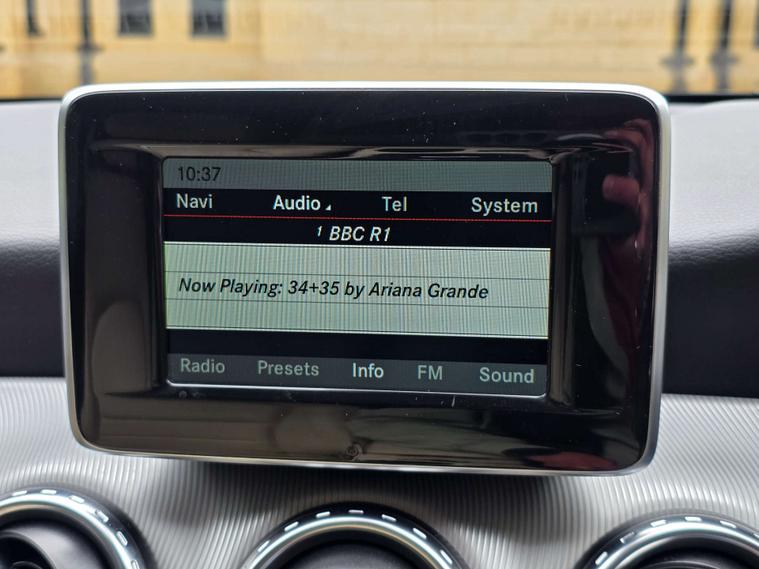 10:37
Navi Audio Tel System
1 BBC R1
Now Playing: 34+35 by Ariana Grande
Radio Presets Info FM Sound